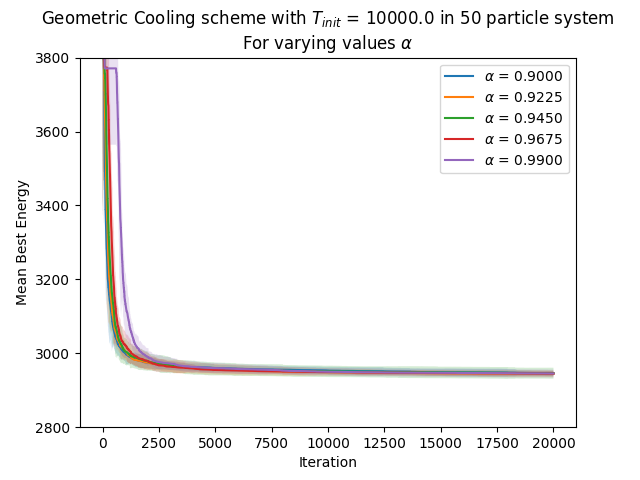 Geometric Cooling scheme with T_init = 10000.0 in 50 particle system
For varying values α
Mean Best Energy
3800
3600
3400
3200
3000
2800
α = 0.9000
α = 0.9225
α = 0.9450
α = 0.9675
α = 0.9900
0 2500 5000 7500 10000 12500 15000 17500 20000
Iteration